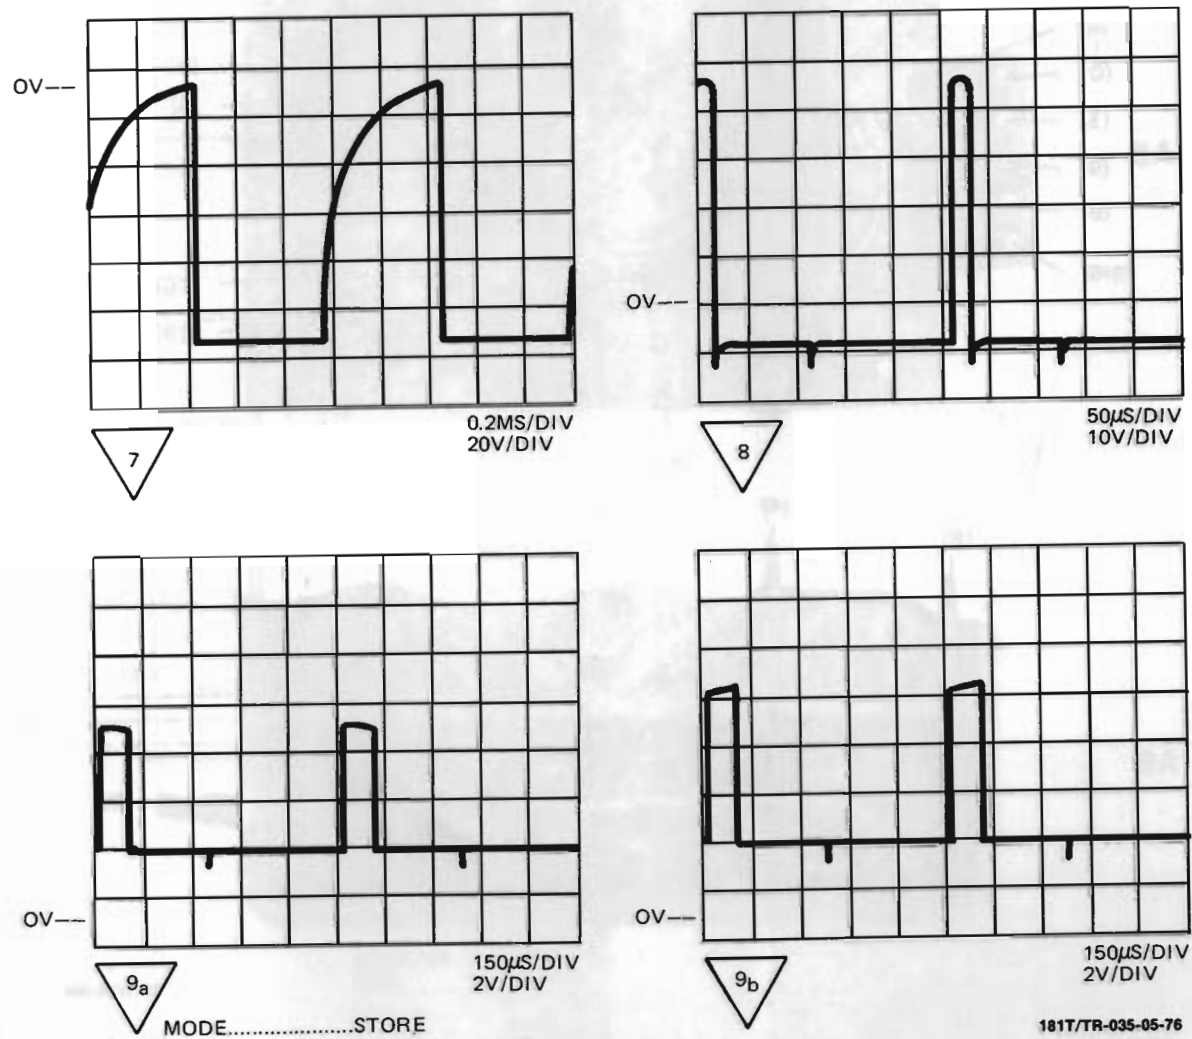 OV--
0.2MS/DIV
20V/DIV
7
OV--
50μS/DIV
10V/DIV
8
OV--
150μS/DIV
2V/DIV
9a
MODE....................STORE
OV--
150μS/DIV
2V/DIV
9b
181T/TR-035-05-76